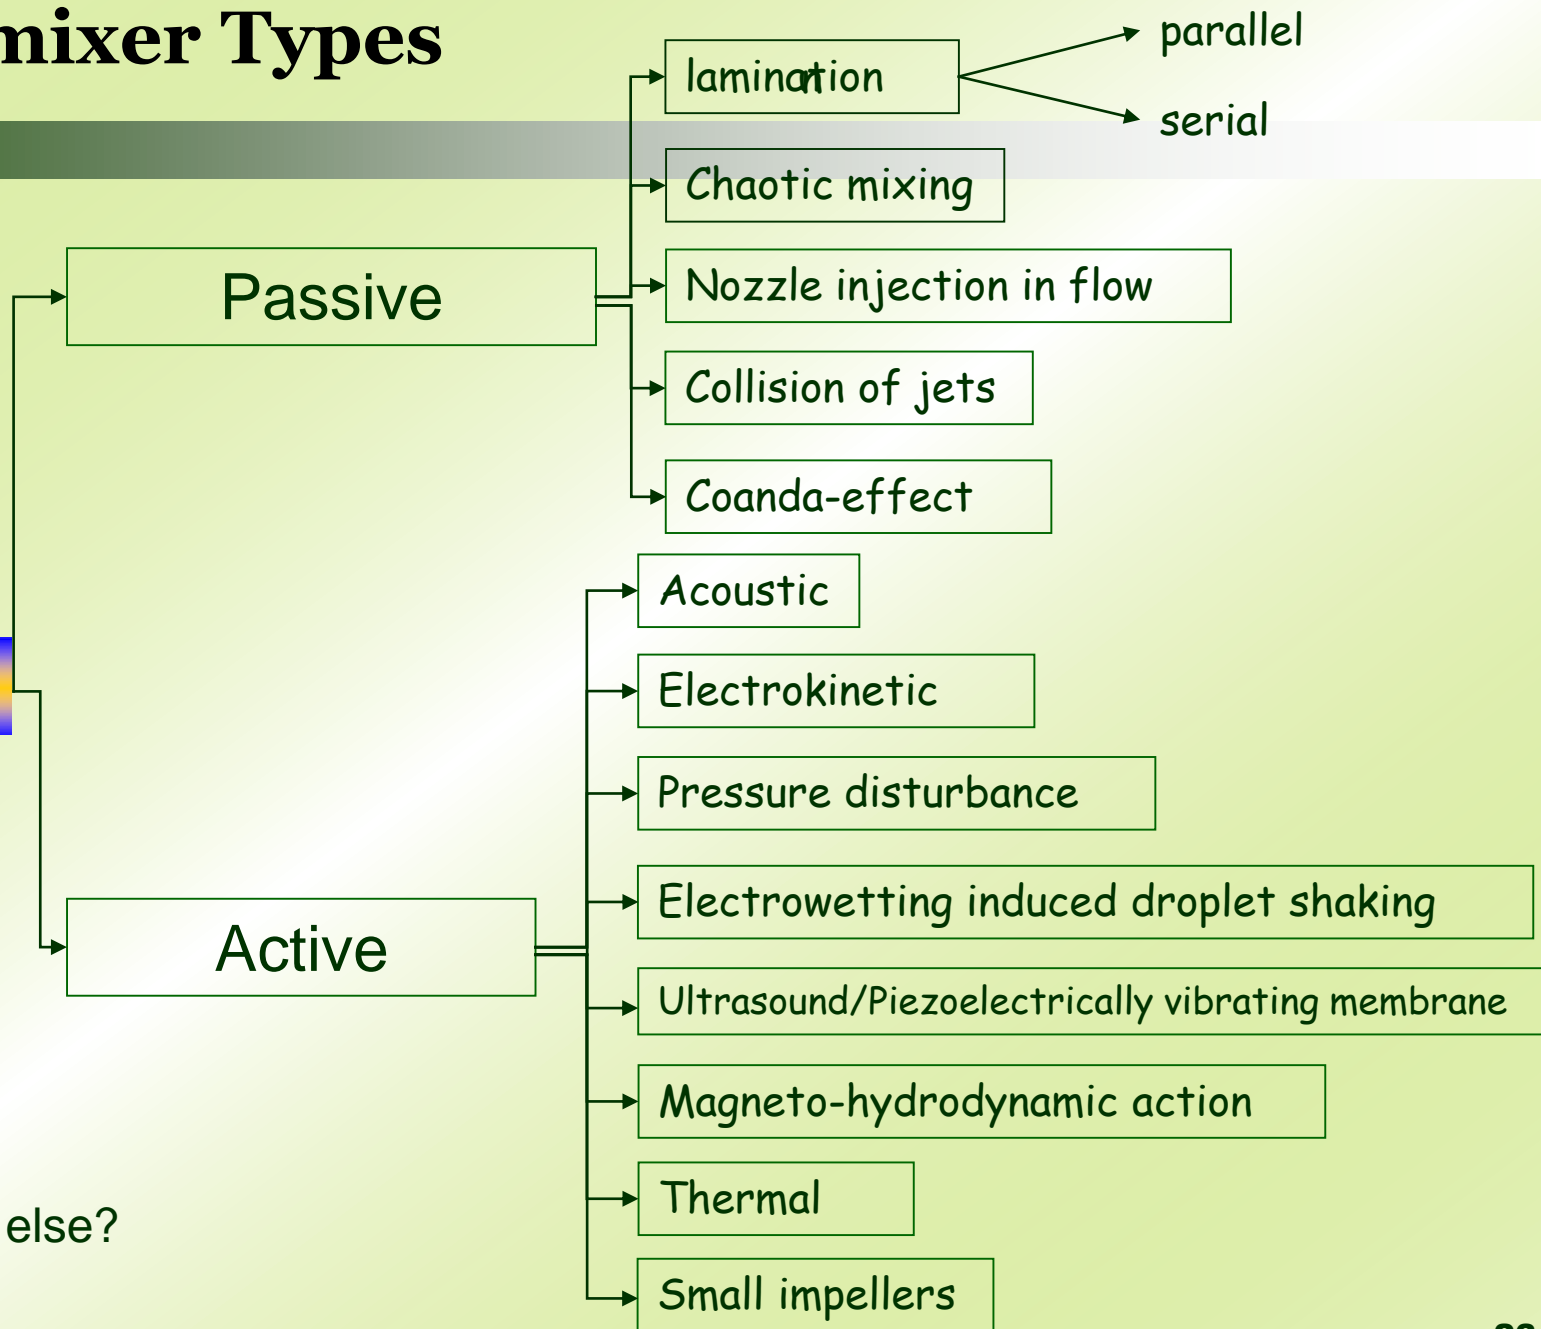 mixer Types
parallel
lamination
serial
Chaotic mixing
Passive
Nozzle injection in flow
Collision of jets
Coanda-effect
Acoustic
Electrokinetic
Pressure disturbance
Electrowetting induced droplet shaking
Active
Ultrasound/Piezoelectrically vibrating membrane
Magneto-hydrodynamic action
Thermal
else?
Small impellers